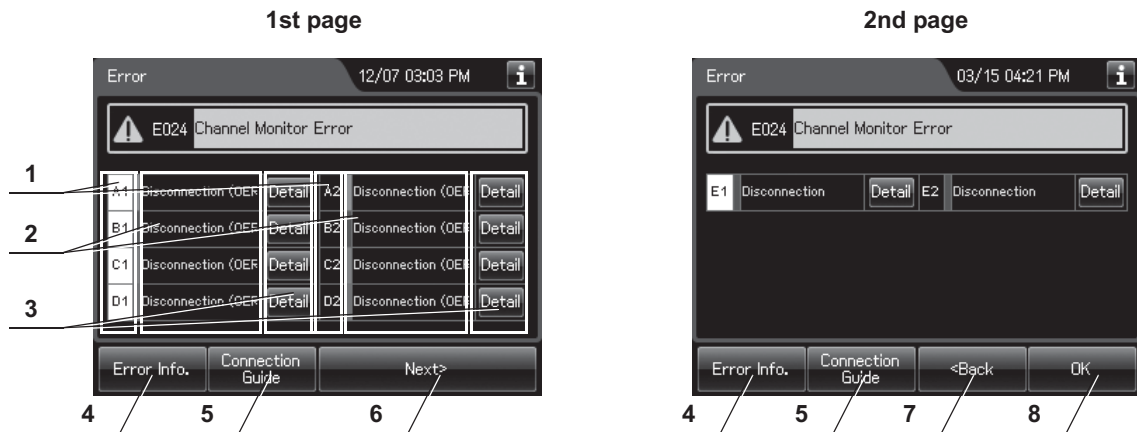 1st page
2nd page
Error 12/07 03:03 PM i
E024 Channel Monitor Error
A1 Disconnection (OER Detail A2 Disconnection (OER Detail
B1 Disconnection (OER Detail B2 Disconnection (OER Detail
C1 Disconnection (OER Detail C2 Disconnection (OER Detail
D1 Disconnection (OER Detail D2 Disconnection (OER Detail
Error Info. Connection Guide Next>
1
2
3
4 5 6
Error 03/15 04:21 PM i
E024 Channel Monitor Error
E1 Disconnection Detail E2 Disconnection Detail
Error Info. Connection Guide <Back OK
4 5 7 8